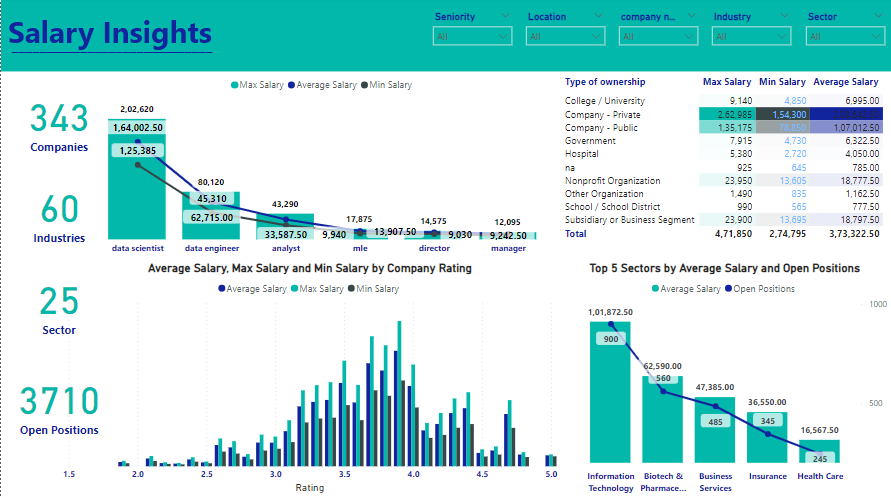 Salary Insights
Seniority
All
Location
All
company n...
All
Industry
All
Sector
All
343
Companies
60
Industries
25
Sector
3710
Open Positions
Max Salary Average Salary Min Salary
2,02,620
1,64,002.50
1,25,385
80,120
45,310
62,715.00
43,290
33,587.50
17,875
9,940
13,907.50
14,575
9,030
12,095
9,242.50
data scientist data engineer analyst mle director manager
Type of ownership Max Salary Min Salary Average Salary
College / University 9,140 4,850 6,995.00
Company - Private 2,62,985 1,54,300
Company - Public 1,35,175 1,07,012.50
Government 7,915 4,730 6,322.50
Hospital 5,380 2,720 4,050.00
na 925 645 785.00
Nonprofit Organization 23,950 13,605 18,777.50
Other Organization 1,490 835 1,162.50
School / School District 990 565 777.50
Subsidiary or Business Segment 23,900 13,695 18,797.50
Total 4,71,850 2,74,795 3,73,322.50
Average Salary, Max Salary and Min Salary by Company Rating
Average Salary Max Salary Min Salary
1.5 2.0 2.5 3.0 3.5 4.0 4.5 5.0
Rating
Top 5 Sectors by Average Salary and Open Positions
Average Salary Open Positions
1000
500
1,01,872.50
900
62,590.00
560
47,385.00
485
36,550.00
345
16,567.50
245
Information Technology
Biotech & Pharmace...
Business Services
Insurance
Health Care